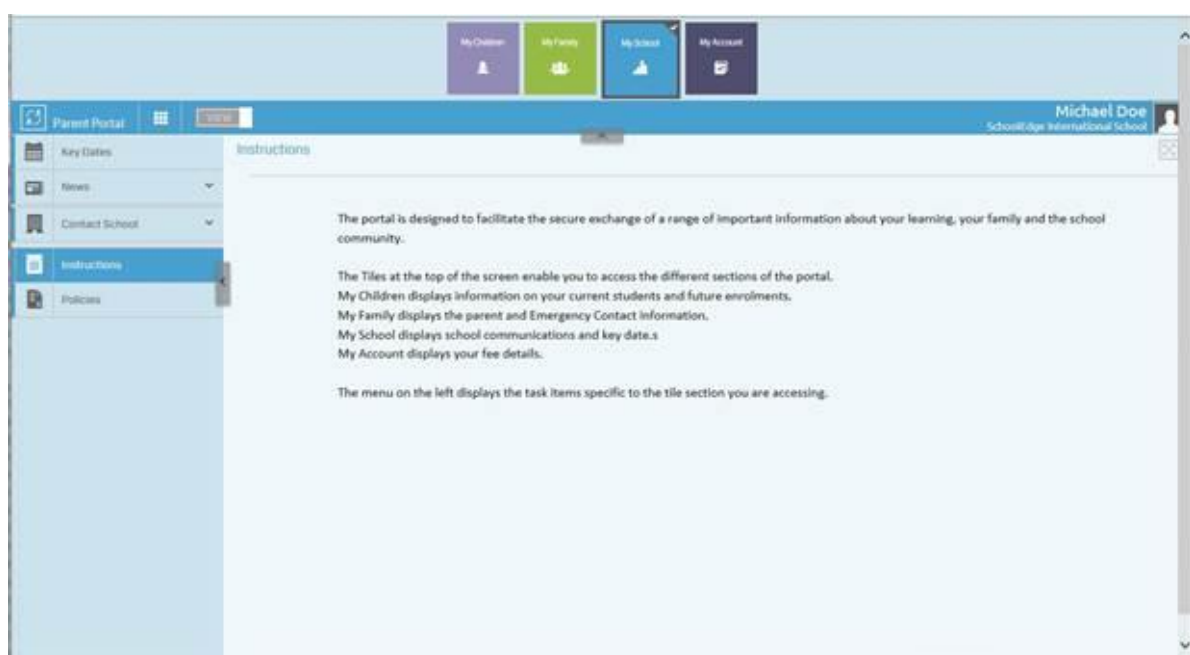 My Children
My Family
My School
My Account
Parent Portal
VIEW
Michael Doe
SchoolEdge International School
Key Dates
News
Contact School
Instructions
Policies
Instructions
The portal is designed to facilitate the secure exchange of a range of important information about your learning, your family and the school
community.
The Tiles at the top of the screen enable you to access the different sections of the portal.
My Children displays information on your current students and future enrolments.
My Family displays the parent and Emergency Contact information.
My School displays school communications and key date.s
My Account displays your fee details.
The menu on the left displays the task items specific to the tile section you are accessing.